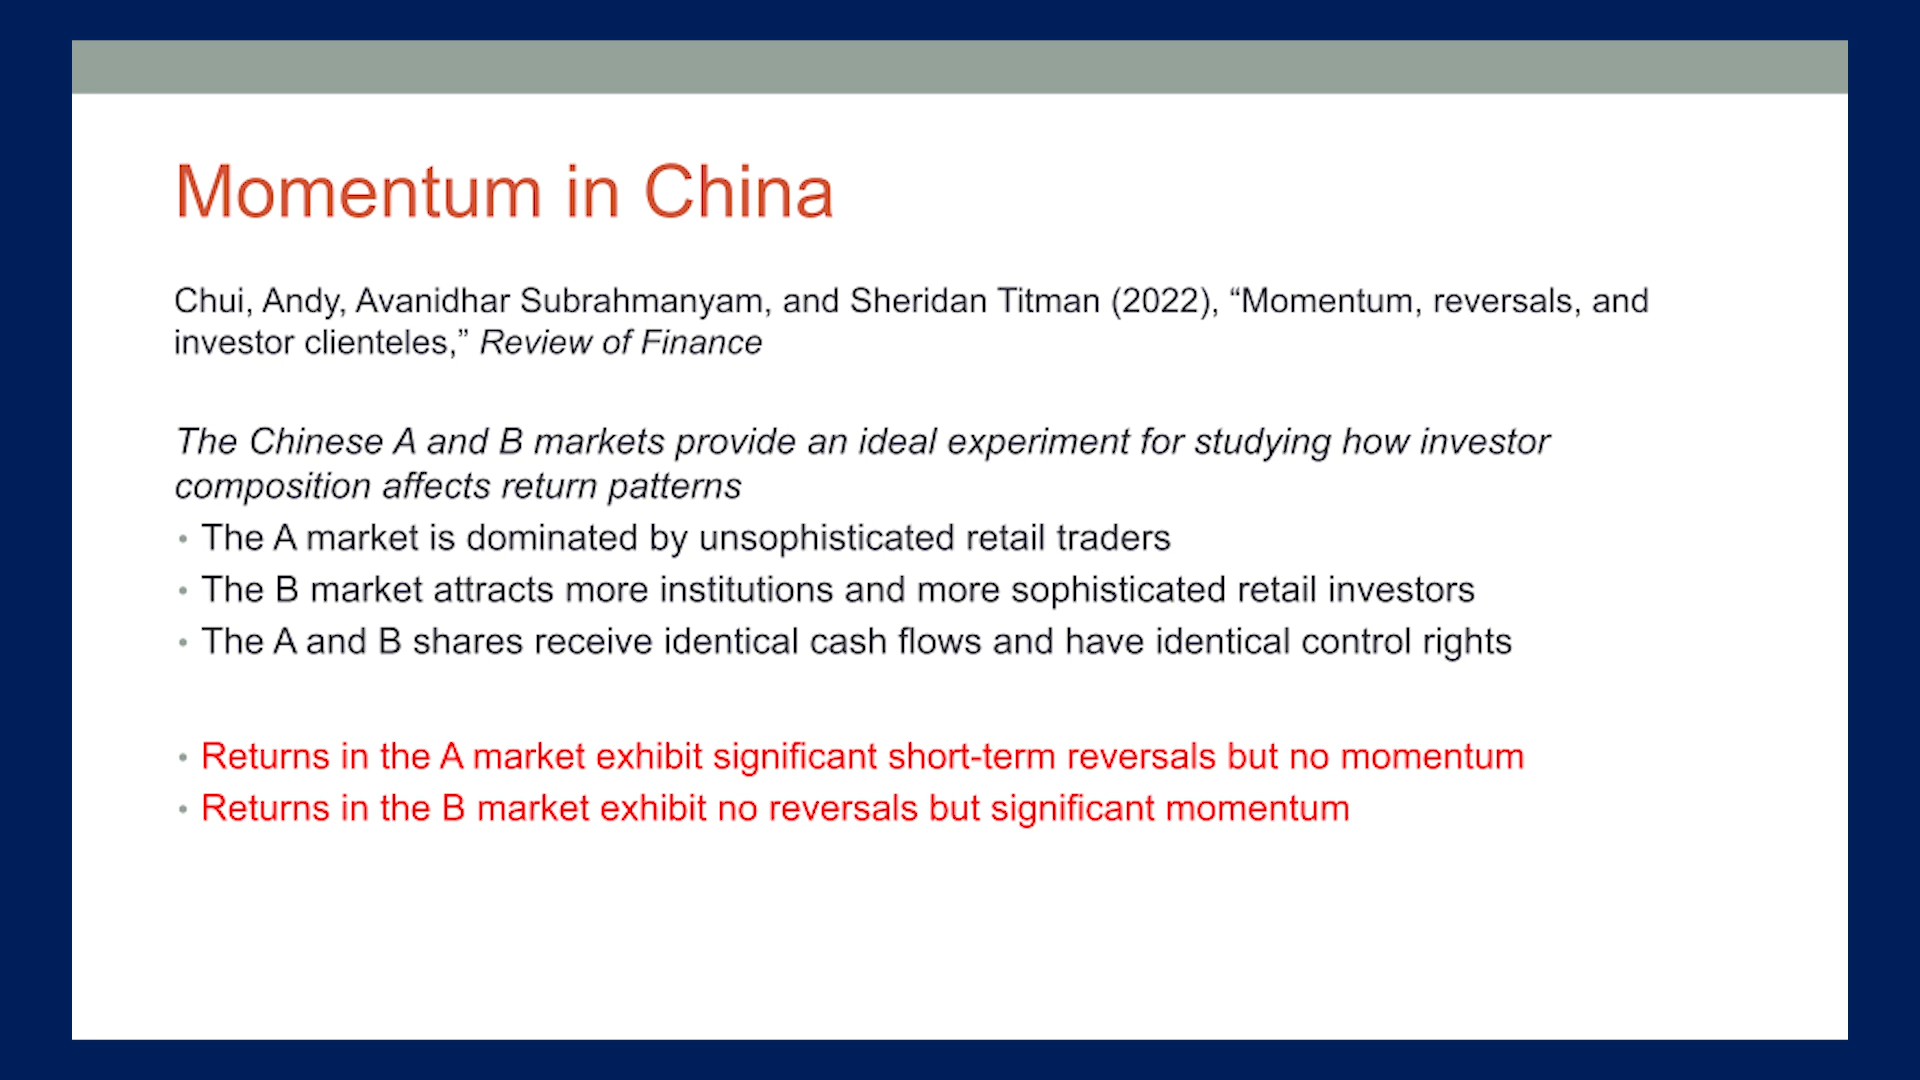 Momentum in China
Chui, Andy, Avanidhar Subrahmanyam, and Sheridan Titman (2022), “Momentum, reversals, and
investor clienteles,” Review of Finance
The Chinese A and B markets provide an ideal experiment for studying how investor
composition affects return patterns
• The A market is dominated by unsophisticated retail traders
• The B market attracts more institutions and more sophisticated retail investors
• The A and B shares receive identical cash flows and have identical control rights
• Returns in the A market exhibit significant short-term reversals but no momentum
• Returns in the B market exhibit no reversals but significant momentum